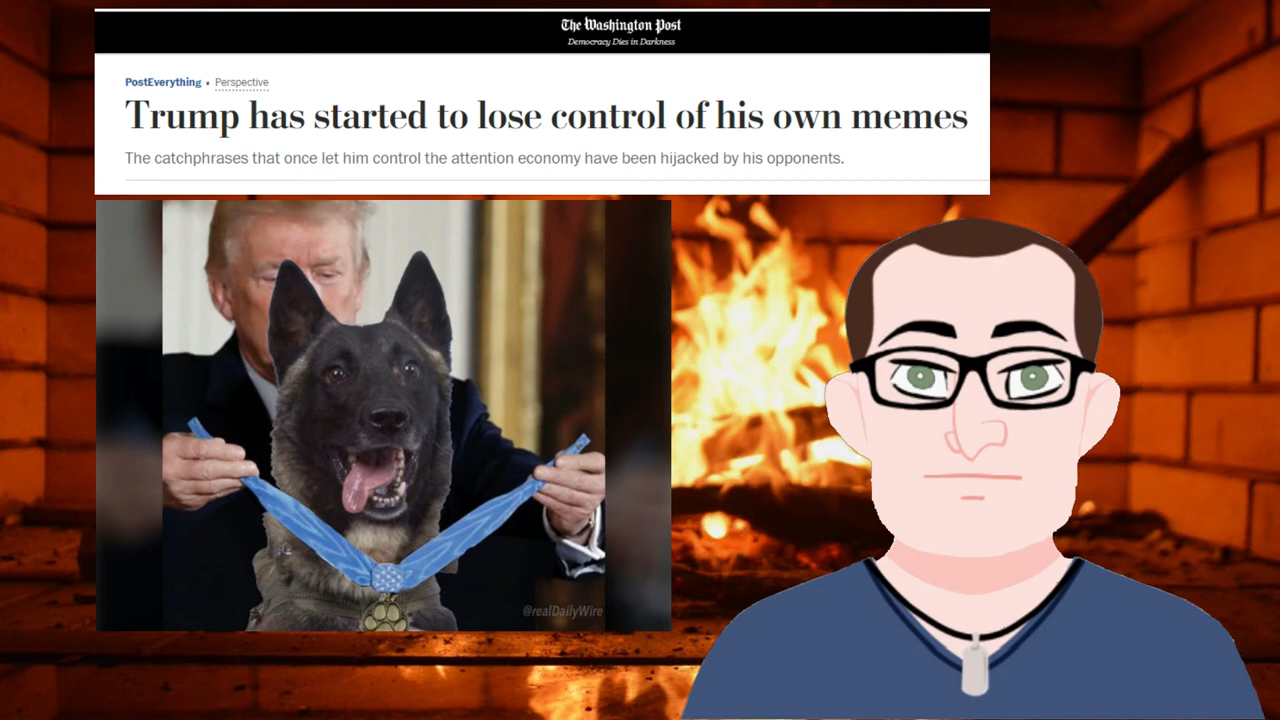 The Washington Post
Democracy Dies in Darkness
PostEverything • Perspective
Trump has started to lose control of his own memes
The catchphrases that once let him control the attention economy have been hijacked by his opponents.
@realDailyWire